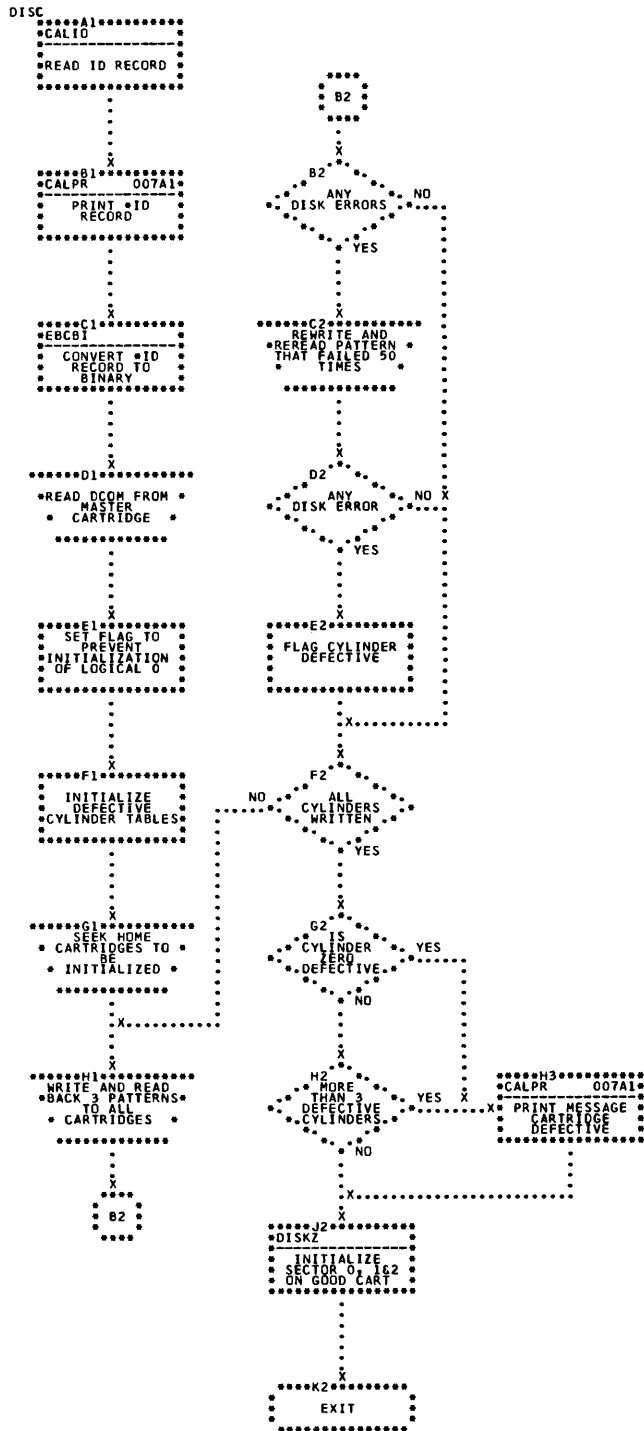 DISC
A1
CALIO
READ ID RECORD
B1
CALPR 007A1
PRINT *ID
RECORD
C1
EBCBI
CONVERT *ID
RECORD TO
BINARY
D1
READ DCOM FROM
MASTER
CARTRIDGE
E1
SET FLAG TO
PREVENT
INITIALIZATION
OF LOGICAL 0
F1
INITIALIZE
DEFECTIVE
CYLINDER TABLES
G1
SEEK HOME
CARTRIDGES TO
BE
INITIALIZED
H1
WRITE AND READ
BACK 3 PATTERNS
TO ALL
CARTRIDGES
B2
B2
B2
ANY
DISK ERRORS
NO
YES
C2
REWRITE AND
REREAD PATTERN
THAT FAILED 50
TIMES
D2
ANY
DISK ERROR
NO
YES
E2
FLAG CYLINDER
DEFECTIVE
F2
NO
ALL
CYLINDERS
WRITTEN
YES
G2
IS
CYLINDER
ZERO
DEFECTIVE
YES
NO
H2
MORE
THAN 3
DEFECTIVE
CYLINDERS
YES
NO
H3
CALPR 007A1
PRINT MESSAGE
CARTRIDGE
DEFECTIVE
J2
DISKZ
INITIALIZE
SECTOR 0, 1&2
ON GOOD CART
K2
EXIT